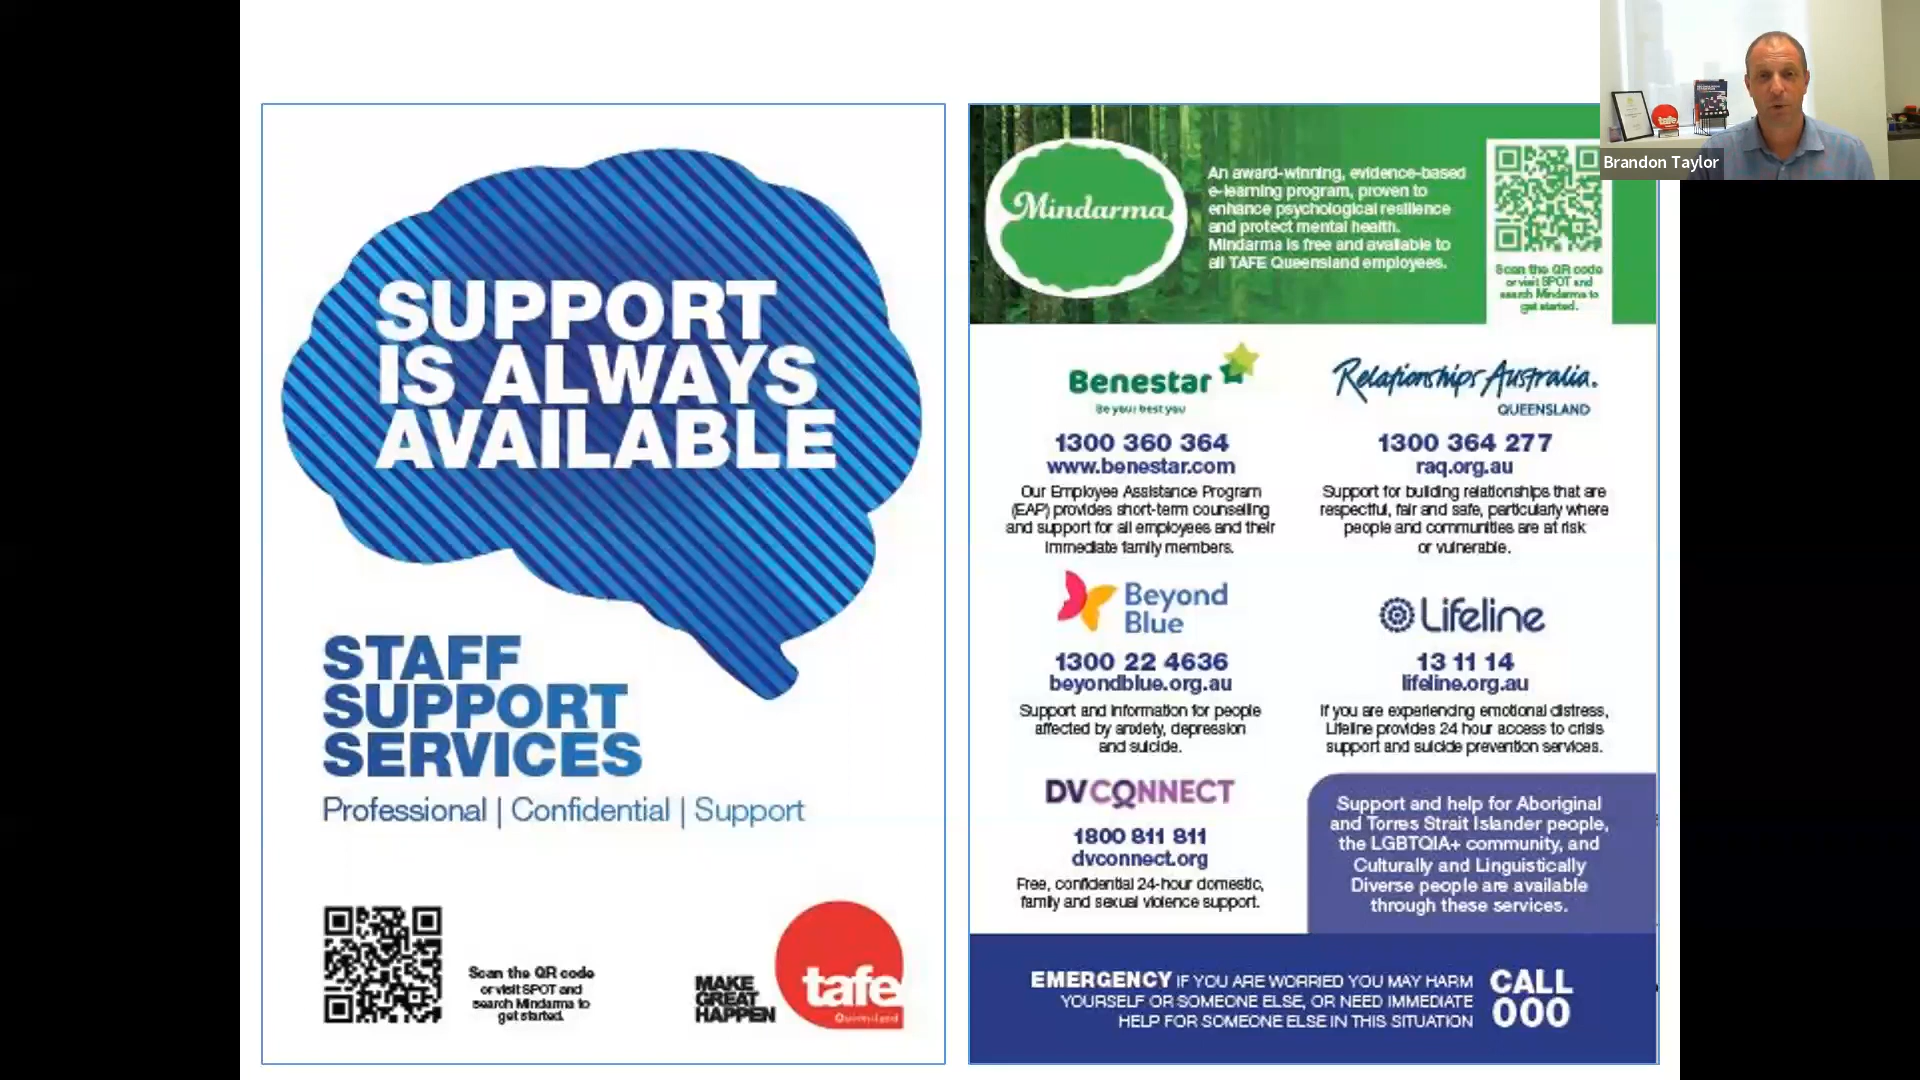 SUPPORT
IS ALWAYS
AVAILABLE
STAFF
SUPPORT
SERVICES
Professional | Confidential | Support
Scan the QR code
or visit SPOT and
search Mindarma to
get started.
MAKE
GREAT
HAPPEN
tafe
Queensland
Mindarma
An award-winning, evidence-based
e-learning program, proven to
enhance psychological resilience
and protect mental health.
Mindarma is free and available to
all TAFE Queensland employees.
Scan the QR code
or visit SPOT and
search Mindarma to
get started.
Benestar
Be your best you
1300 360 364
www.benestar.com
Our Employee Assistance Program
(EAP) provides short-term counselling
and support for all employees and their
immediate family members.
Relationships Australia.
QUEENSLAND
1300 364 277
raq.org.au
Support for building relationships that are
respectful, fair and safe, particularly where
people and communities are at risk
or vulnerable.
Beyond
Blue
1300 22 4636
beyondblue.org.au
Support and information for people
affected by anxiety, depression
and suicide.
Lifeline
13 11 14
lifeline.org.au
If you are experiencing emotional distress,
Lifeline provides 24 hour access to crisis
support and suicide prevention services.
DVCONNECT
1800 811 811
dvconnect.org
Free, confidential 24-hour domestic,
family and sexual violence support.
Support and help for Aboriginal
and Torres Strait Islander people,
the LGBTQIA+ community, and
Culturally and Linguistically
Diverse people are available
through these services.
EMERGENCY IF YOU ARE WORRIED YOU MAY HARM
YOURSELF OR SOMEONE ELSE, OR NEED IMMEDIATE
HELP FOR SOMEONE ELSE IN THIS SITUATION
CALL
000
tafe
Brandon Taylor